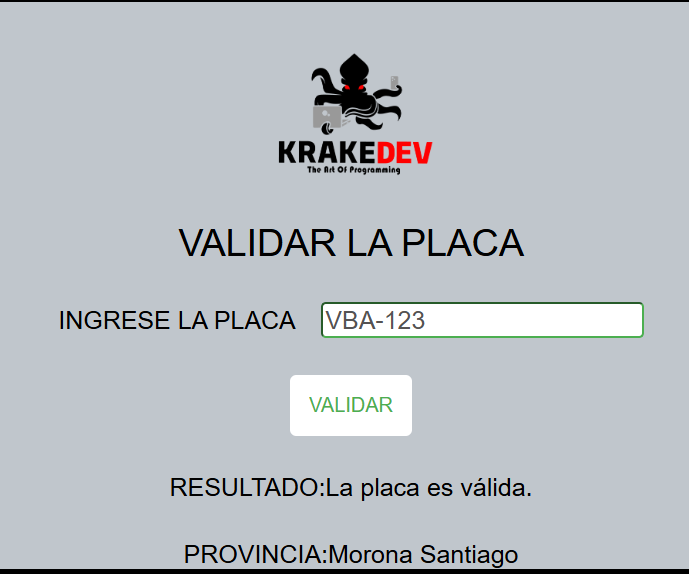 KRAKEDEV
The Art Of Programming
VALIDAR LA PLACA
INGRESE LA PLACA VBA-123
VALIDAR
RESULTADO:La placa es válida.
PROVINCIA:Morona Santiago